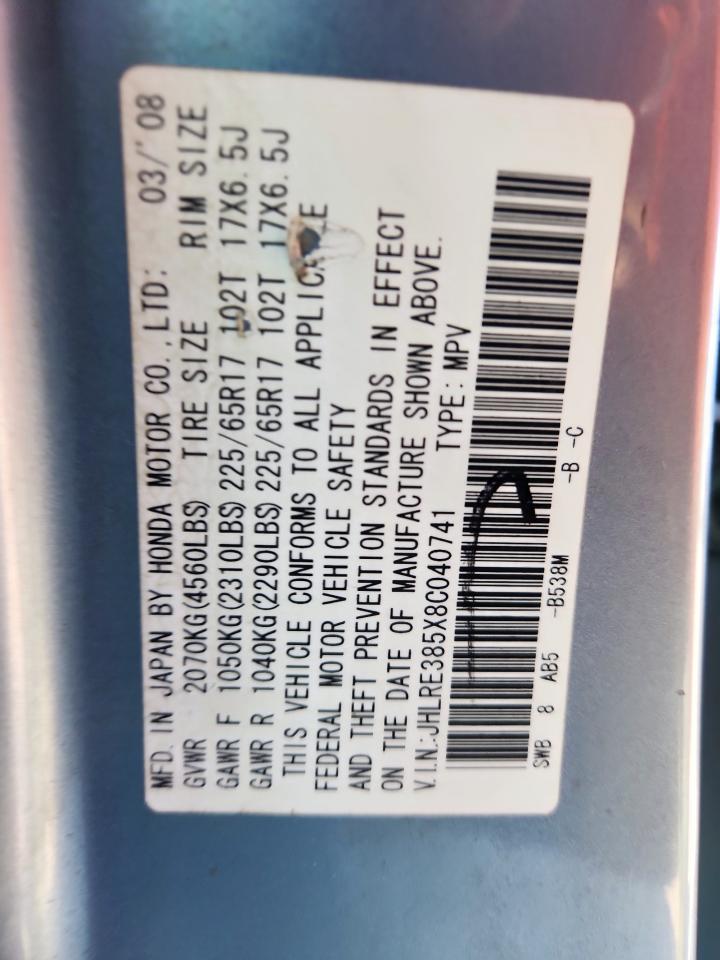 MFD. IN JAPAN BY HONDA MOTOR CO., LTD: 03/'08
GVWR 2070KG(4560LBS) TIRE SIZE RIM SIZE
GAWR F 1050KG(2310LBS) 225/65R17 102T 17X6.5J
GAWR R 1040KG(2290LBS) 225/65R17 102T 17X6.5J
THIS VEHICLE CONFORMS TO ALL APPLICABLE
FEDERAL MOTOR VEHICLE SAFETY
AND THEFT PREVENTION STANDARDS IN EFFECT
ON THE DATE OF MANUFACTURE SHOWN ABOVE.
V.I.N.:JHLRE385X8C040741 TYPE: MPV
SWB 8 AB5 -B538M -B -C